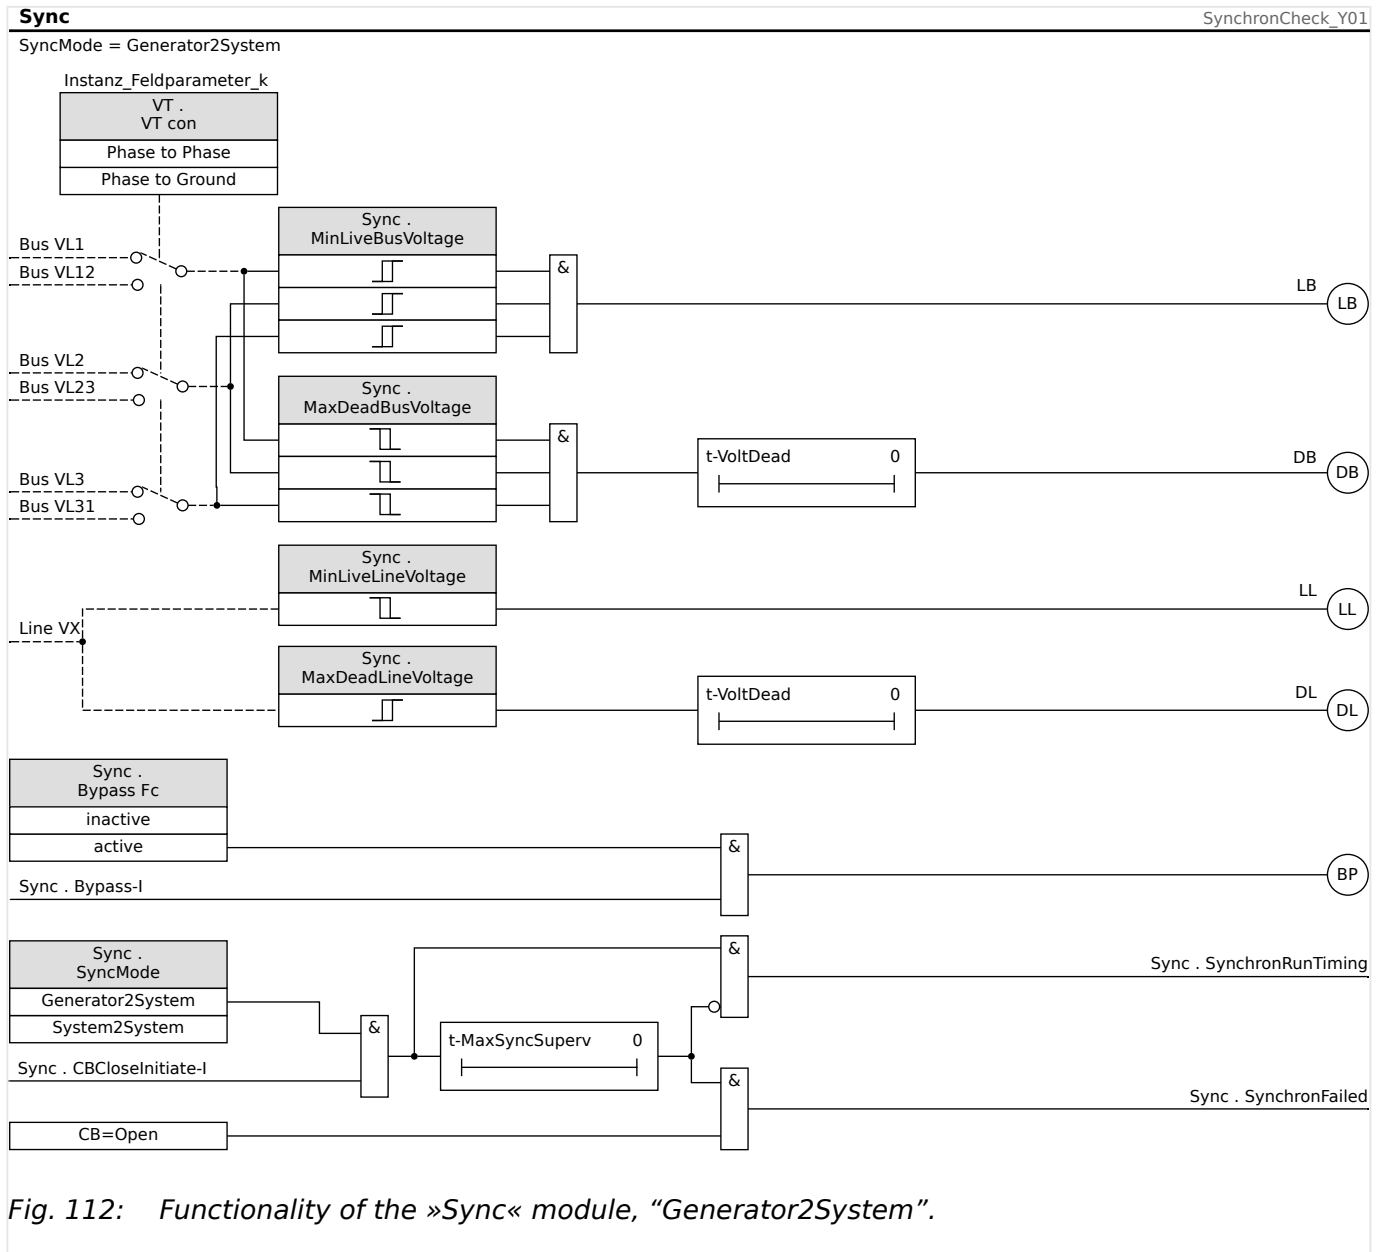 Sync
SynchronCheck_Y01
SyncMode = Generator2System
Instanz_Feldparameter_k
VT .
VT con
Phase to Phase
Phase to Ground
Sync .
MinLiveBusVoltage
Bus VL1
Bus VL12
&
LB
LB
Bus VL2
Bus VL23
Sync .
MaxDeadBusVoltage
&
t-VoltDead 0
DB
DB
Bus VL3
Bus VL31
Sync .
MinLiveLineVoltage
LL
LL
Line VX
Sync .
MaxDeadLineVoltage
t-VoltDead 0
DL
DL
Sync .
Bypass Fc
inactive
active
&
Sync . Bypass-I
BP
Sync .
SyncMode
Generator2System
System2System
&
Sync . SynchronRunTiming
&
t-MaxSyncSuperv 0
Sync . CBCloseInitiate-I
&
Sync . SynchronFailed
CB=Open
Fig. 112: Functionality of the »Sync« module, “Generator2System”.